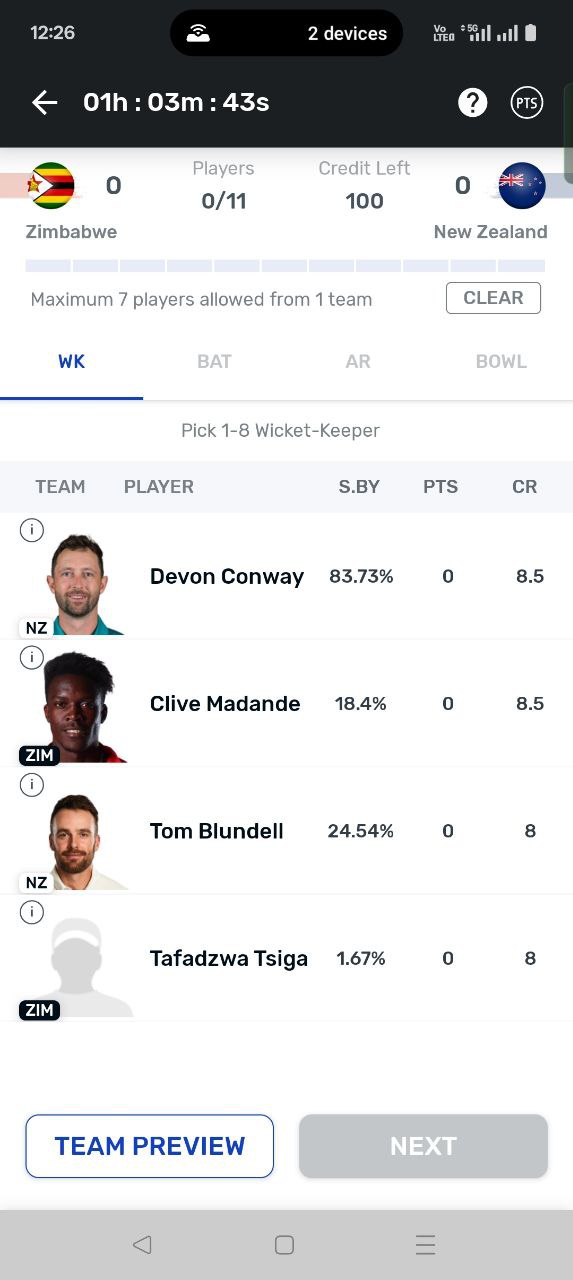 12:26
2 devices
Vo
LTE
5G
01h : 03m : 43s
?
PTS
0
Players
0/11
Credit Left
100
0
Zimbabwe
New Zealand
Maximum 7 players allowed from 1 team
CLEAR
WK
BAT
AR
BOWL
Pick 1-8 Wicket-Keeper
TEAM PLAYER S.BY PTS CR
i
NZ
Devon Conway 83.73% 0 8.5
i
ZIM
Clive Madande 18.4% 0 8.5
i
NZ
Tom Blundell 24.54% 0 8
i
ZIM
Tafadzwa Tsiga 1.67% 0 8
TEAM PREVIEW
NEXT